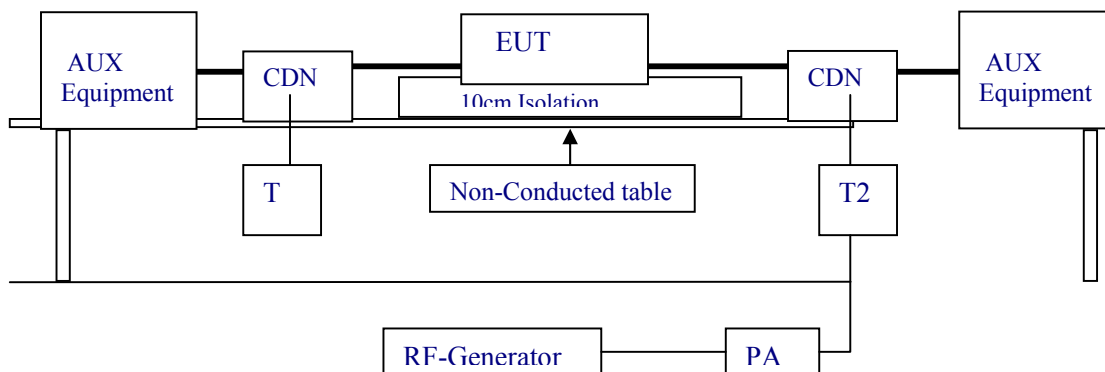 EUT
AUX
Equipment
CDN
CDN
AUX
Equipment
10cm Isolation
T
Non-Conducted table
T2
RF-Generator
PA